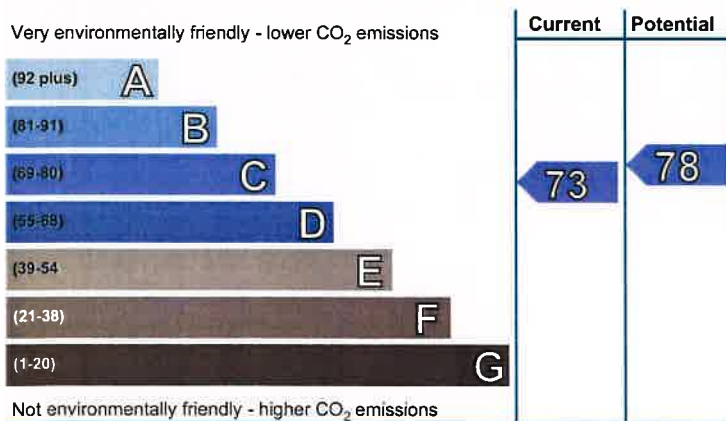 Current Potential
Very environmentally friendly - lower CO₂ emissions
(92 plus) A
(81-91) B
(69-80) C
73 78
(55-68) D
(39-54 E
(21-38) F
(1-20) G
Not environmentally friendly - higher CO₂ emissions